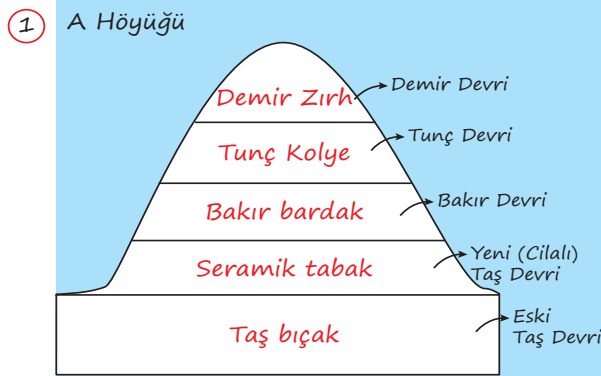 1
A Höyüğü
Demir Zırh
Demir Devri
Tunç Kolye
Tunç Devri
Bakır bardak
Bakır Devri
Seramik tabak
Yeni (Cilalı)
Taş Devri
Taş bıçak
Eski
Taş Devri